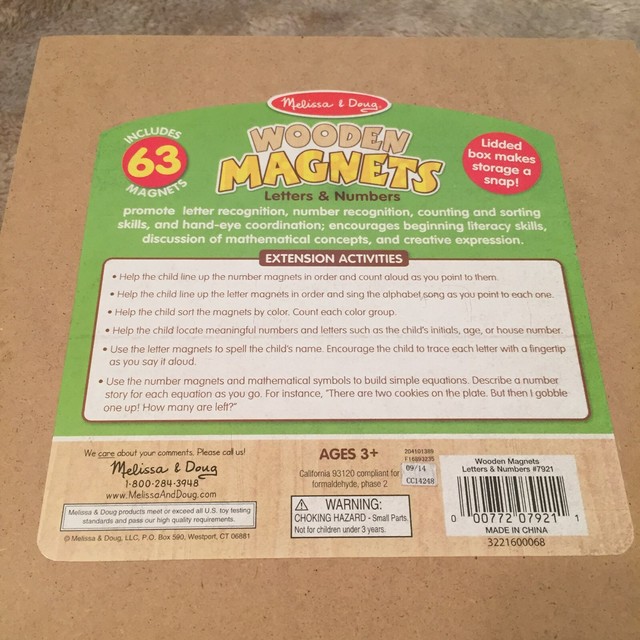 Melissa & Doug®
INCLUDES
63
MAGNETS
WOODEN
MAGNETS
Letters & Numbers
Lidded
box makes
storage a
snap!
promote letter recognition, number recognition, counting and sorting
skills, and hand-eye coordination; encourages beginning literacy skills,
discussion of mathematical concepts, and creative expression.
EXTENSION ACTIVITIES
• Help the child line up the number magnets in order and count aloud as you point to them.
• Help the child line up the letter magnets in order and sing the alphabet song as you point to each one.
• Help the child sort the magnets by color. Count each color group.
• Help the child locate meaningful numbers and letters such as the child's initials, age, or house number.
• Use the letter magnets to spell the child's name. Encourage the child to trace each letter with a fingertip
as you say it aloud.
• Use the number magnets and mathematical symbols to build simple equations. Describe a number
story for each equation as you go. For instance, "There are two cookies on the plate. But then I gobble
one up! How many are left?"
We care about your comments. Please call us!
Melissa & Doug
1-800-284-3948
www.MelissaAndDoug.com
Melissa & Doug products meet or exceed all U.S. toy testing
standards and pass our high quality requirements.
© Melissa & Doug, LLC, P.O. Box 590, Westport, CT 06881
AGES 3+
California 93120 compliant for
formaldehyde, phase 2
204101389
09/14
CC14248
WARNING:
CHOKING HAZARD - Small Parts.
Not for children under 3 years.
Wooden Magnets
Letters & Numbers #7921
0 00772 07921 1
MADE IN CHINA
3221600068